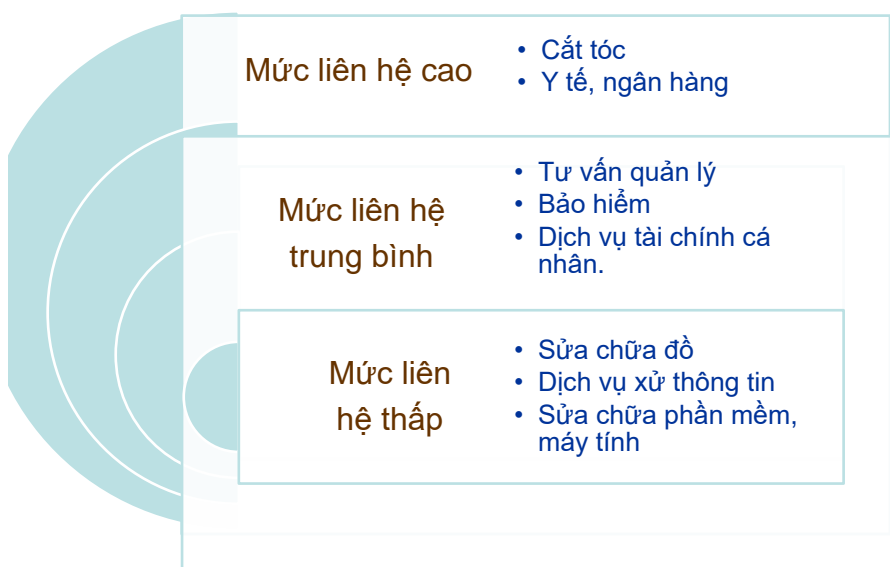 Mức liên hệ cao
• Cắt tóc
• Y tế, ngân hàng
Mức liên hệ
trung bình
• Tư vấn quản lý
• Bảo hiểm
• Dịch vụ tài chính cá
nhân.
Mức liên
hệ thấp
• Sửa chữa đồ
• Dịch vụ xử thông tin
• Sửa chữa phần mềm,
máy tính